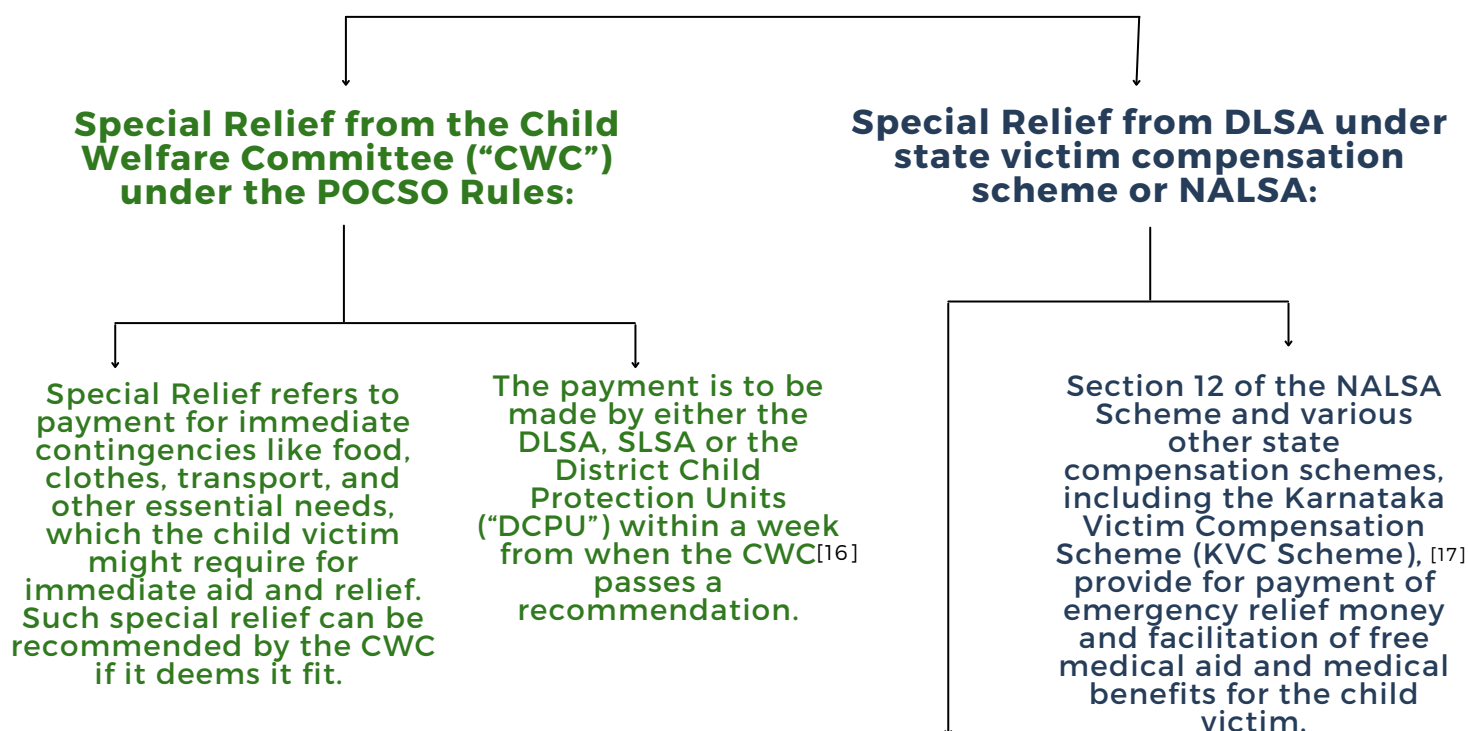 Special Relief from the Child
Welfare Committee (“CWC”)
under the POCSO Rules:
Special Relief from DLSA under
state victim compensation
scheme or NALSA:
Special Relief refers to
payment for immediate
contingencies like food,
clothes, transport, and
other essential needs,
which the child victim
might require for
immediate aid and relief.
Such special relief can be
recommended by the CWC
if it deems it fit.
The payment is to be
made by either the
DLSA, SLSA or the
District Child
Protection Units
(“DCPU”) within a week
from when the CWC[16]
passes a
recommendation.
Section 12 of the NALSA
Scheme and various
other state
compensation schemes,
including the Karnataka
Victim Compensation
Scheme (KVC Scheme), [17]
provide for payment of
emergency relief money
and facilitation of free
medical aid and medical
benefits for the child
victim.